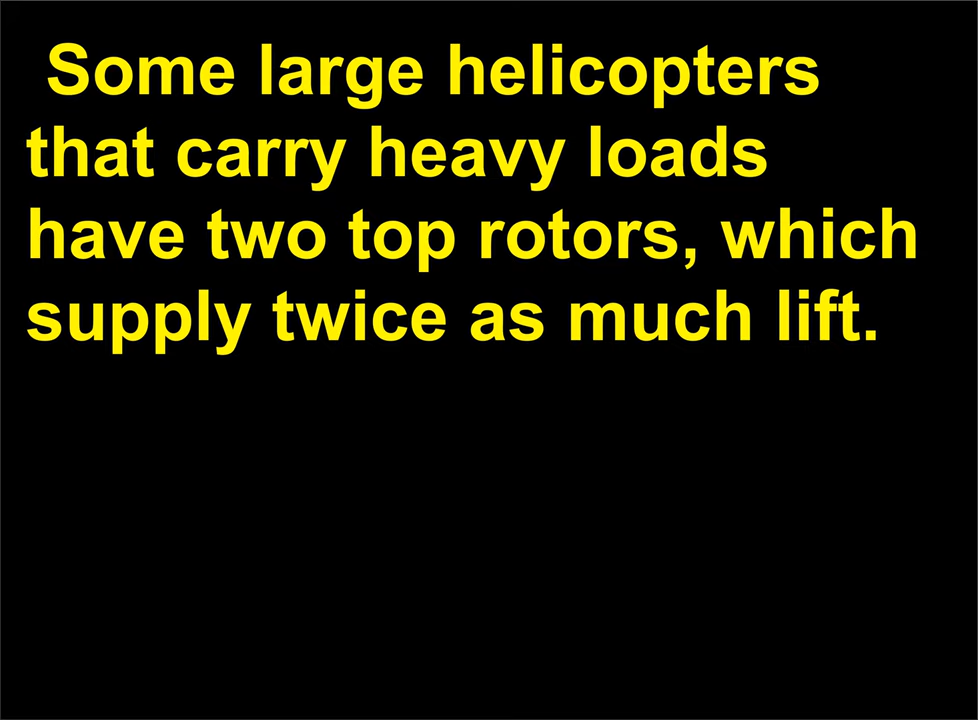 Some large helicopters
that carry heavy loads
have two top rotors, which
supply twice as much lift.